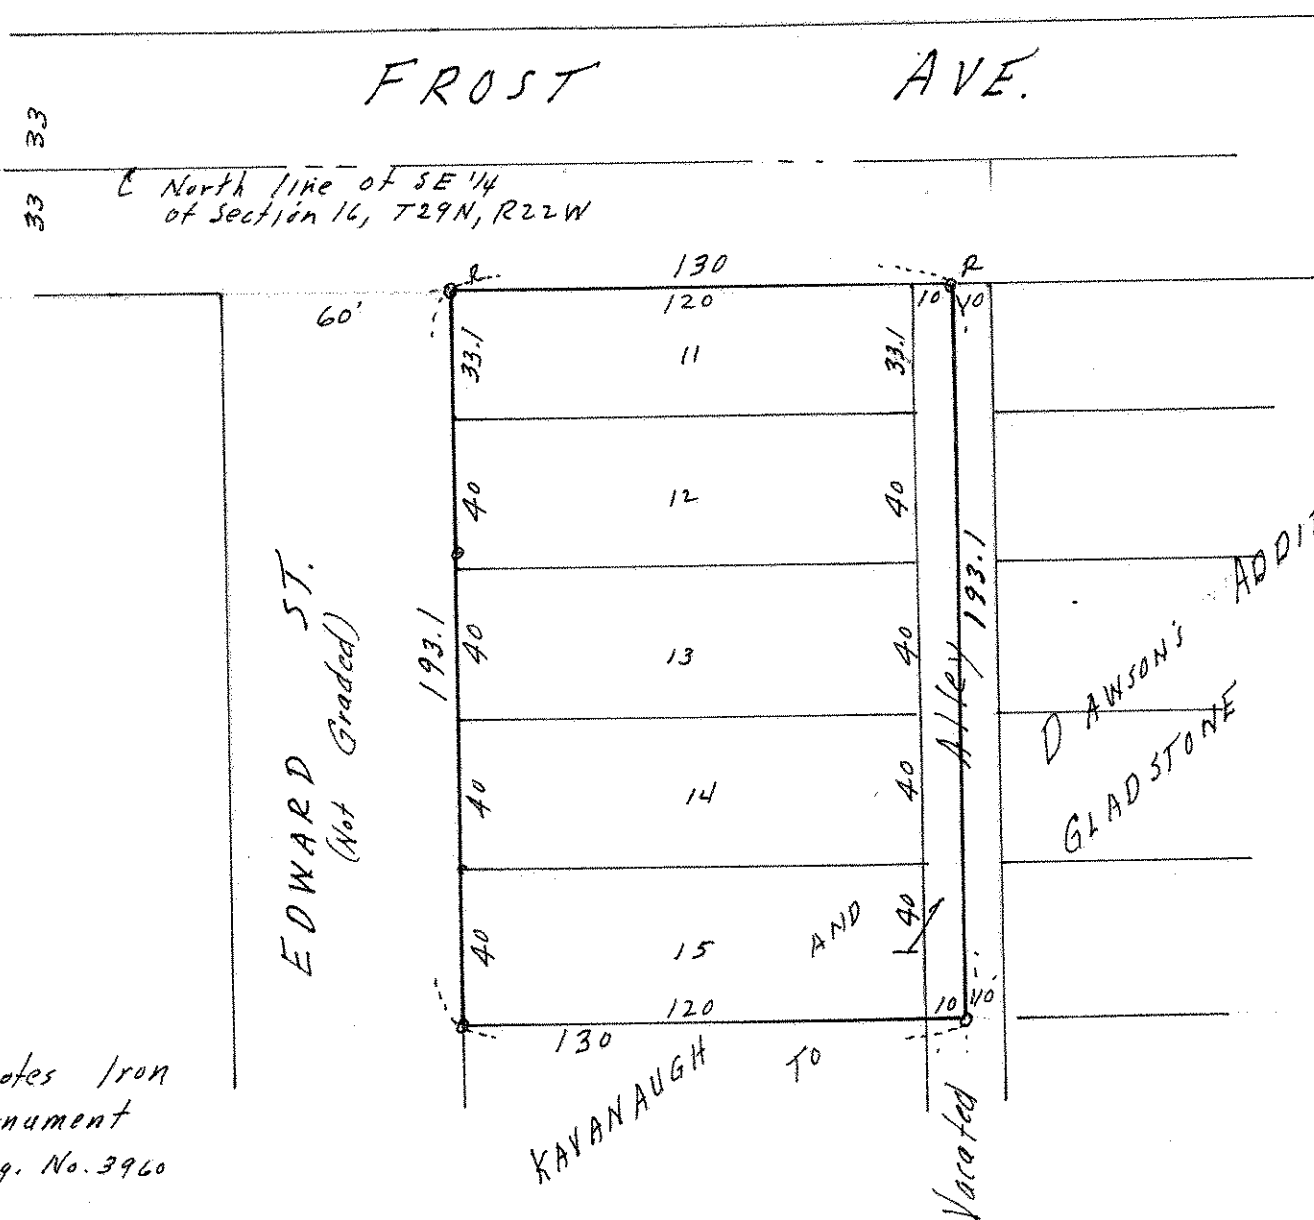 FROST AVE.
33
33
℄ North line of SE 1/4
of Section 16, T29N, R22W
R
130
R
60'
120
10
10
33.1
11
33.1
40
12
40
EDWARD ST.
(Not Graded)
193.1
40
13
40
Alley
193.1
40
14
40
40
15
40
120
10
10
130
KAVANAUGH AND
DAWSON'S ADDIT
TO GLADSTONE
Vacated
otes Iron
nument
g. No. 3960